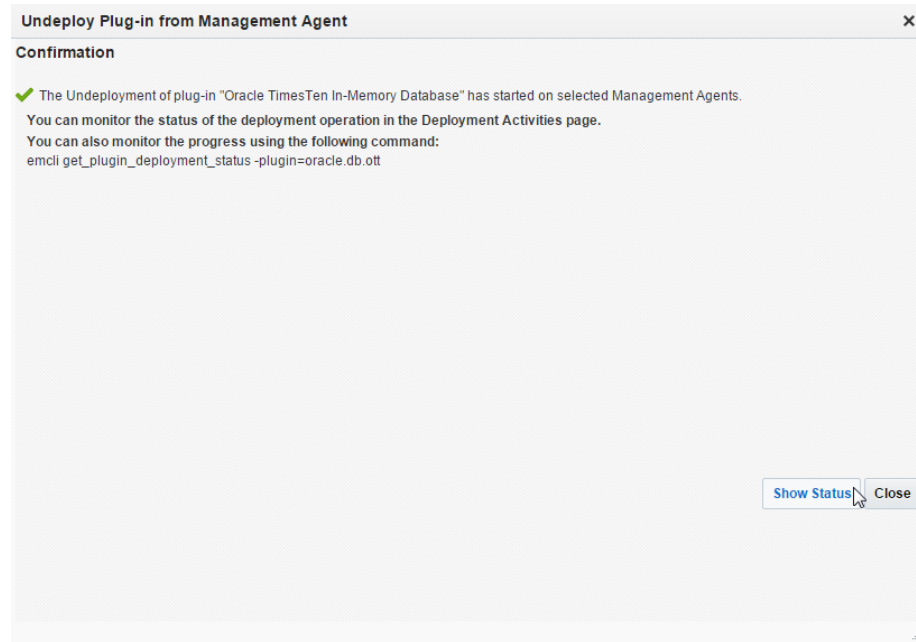 Undeploy Plug-in from Management Agent
Confirmation
The Undeployment of plug-in "Oracle TimesTen In-Memory Database" has started on selected Management Agents.
You can monitor the status of the deployment operation in the Deployment Activities page.
You can also monitor the progress using the following command:
emcli get_plugin_deployment_status -plugin=oracle.db.ott
Show Status Close